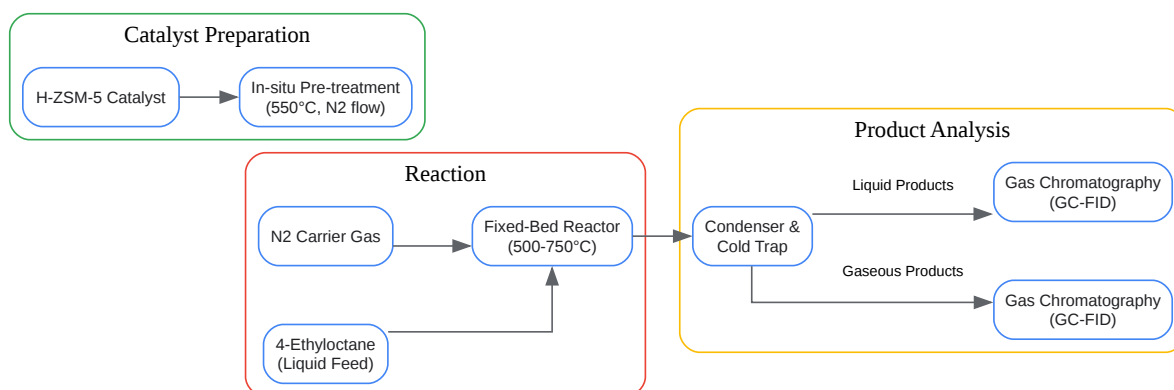 Catalyst Preparation
H-ZSM-5 Catalyst
In-situ Pre-treatment
(550°C, N2 flow)
Reaction
N2 Carrier Gas
Fixed-Bed Reactor
(500-750°C)
4-Ethyloctane
(Liquid Feed)
Product Analysis
Condenser &
Cold Trap
Liquid Products
Gas Chromatography
(GC-FID)
Gaseous Products
Gas Chromatography
(GC-FID)